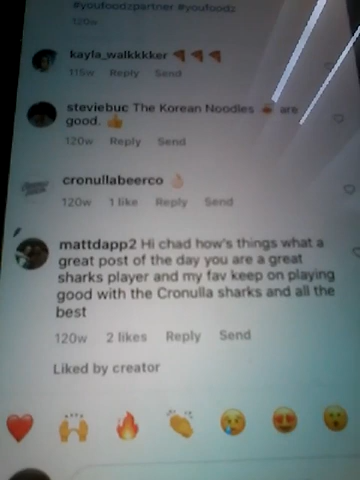 #youfoodzpartner #youfoodz
120w
kayla_walkkkker 🍕🍕🍕
115w Reply Send
steviebuc The Korean Noodles 🍜 are
good. 👍
120w Reply Send
cronullabeerco 👌🏻
120w 1 like Reply Send
mattdapp2 Hi chad how's things what a
great post of the day you are a great
sharks player and my fav keep on playing
good with the Cronulla sharks and all the
best
120w 2 likes Reply Send
Liked by creator